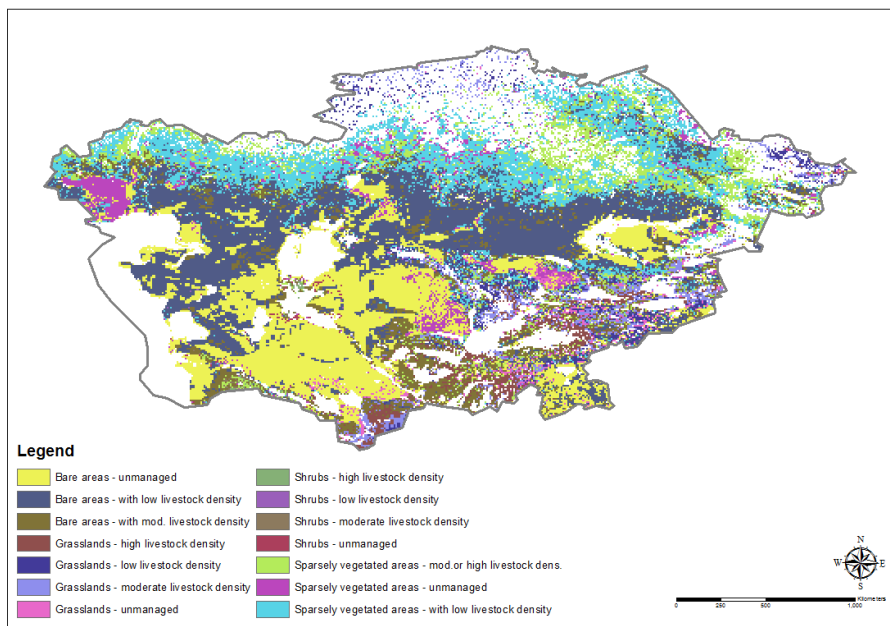 Legend
Bare areas - unmanaged
Bare areas - with low livestock density
Bare areas - with mod. livestock density
Grasslands - high livestock density
Grasslands - low livestock density
Grasslands - moderate livestock density
Grasslands - unmanaged
Shrubs - high livestock density
Shrubs - low livestock density
Shrubs - moderate livestock density
Shrubs - unmanaged
Sparsely vegetated areas - mod.or high livestock dens.
Sparsely vegetated areas - unmanaged
Sparsely vegetated areas - with low livestock density
N
W E
S
Kilometers
0 250 500 1,000